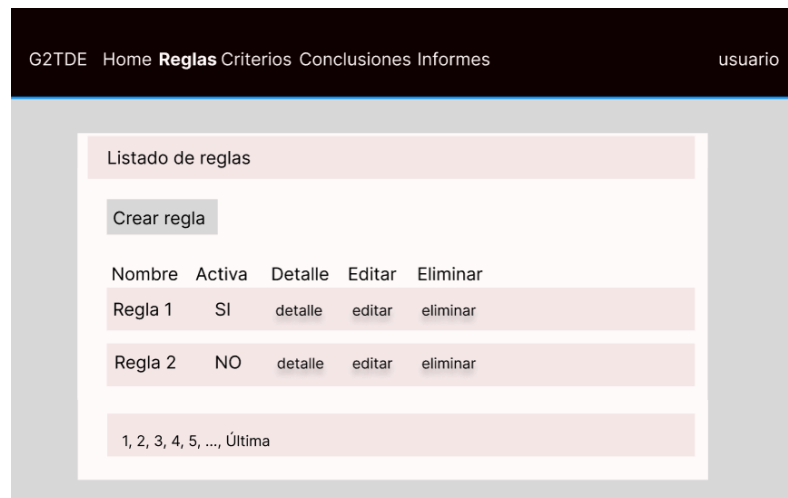 G2TDE Home Reglas Criterios Conclusiones Informes usuario
Listado de reglas
Crear regla
Nombre Activa Detalle Editar Eliminar
Regla 1 SI detalle editar eliminar
Regla 2 NO detalle editar eliminar
1, 2, 3, 4, 5, ..., Última